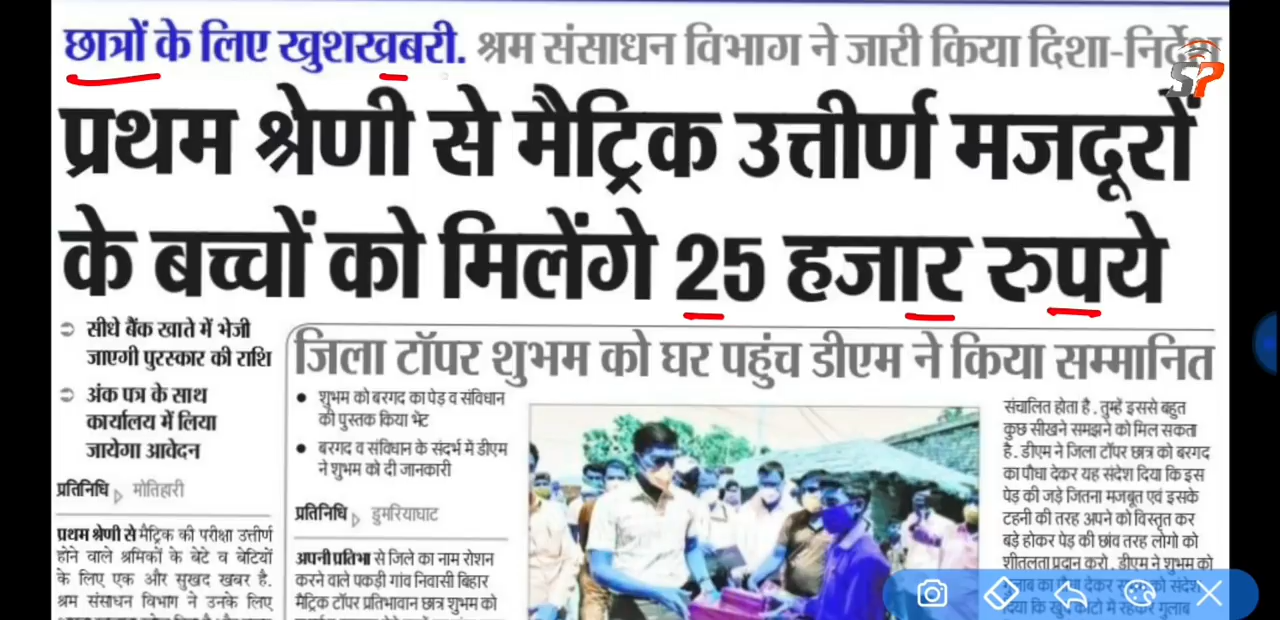 छात्रों के लिए खुशखबरी. श्रम संसाधन विभाग ने जारी किया दिशा-निर्देश
SP
प्रथम श्रेणी से मैट्रिक उत्तीर्ण मजदूरों
के बच्चों को मिलेंगे 25 हजार रुपये
सीधे बैंक खाते में भेजी
जाएगी पुरस्कार की राशि
अंक पत्र के साथ
कार्यालय में लिया
जायेगा आवेदन
प्रतिनिधि मोतिहारी
प्रथम श्रेणी से मैट्रिक की परीक्षा उत्तीर्ण
होने वाले श्रमिकों के बेटे व बेटियों
के लिए एक और सुखद खबर है.
श्रम संसाधन विभाग ने उनके लिए
जिला टॉपर शुभम को घर पहुंच डीएम ने किया सम्मानित
शुभम को बरगद का पेड़ व संविधान
की पुस्तक किया भेंट
बरगद व संविधान के संदर्भ में डीएम
ने शुभम को दी जानकारी
प्रतिनिधि डुमरियाघाट
अपनी प्रतिभा से जिले का नाम रोशन
करने वाले पकड़ी गांव निवासी बिहार
मैट्रिक टॉपर प्रतिभावान छात्र शुभम को
संचालित होता है . तुम्हें इससे बहुत
कुछ सीखने समझने को मिल सकता
है . डीएम ने जिला टॉपर छात्र को बरगद
का पौधा देकर यह संदेश दिया कि इस
पेड़ की जड़े जितना मजबूत एवं इसके
टहनी की तरह अपने को विस्तृत कर
बड़े होकर पेड़ की छांव तरह लोगो को
शीतलता प्रदान करो . डीएम ने शुभम को
का पौधा देकर को संदेश
दिया कि में रहकर गुलाब